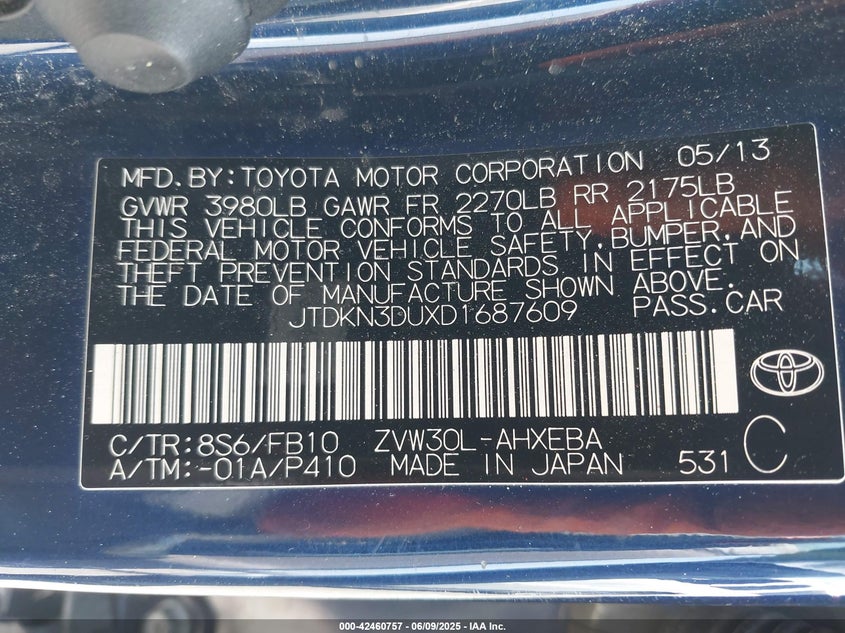 MFD.BY:TOYOTA MOTOR CORPORATION 05/13
GVWR 3980LB GAWR FR 2270LB RR 2175LB
THIS VEHICLE CONFORMS TO ALL APPLICABLE
FEDERAL MOTOR VEHICLE SAFETY,BUMPER,AND
THEFT PREVENTION STANDARDS IN EFFECT ON
THE DATE OF MANUFACTURE SHOWN ABOVE.
JTDKN3DUXD1687609 PASS.CAR
C/TR:8S6/FB10 ZVW30L-AHXEBA
A/TM:-01A/P410 MADE IN JAPAN 531 C
000-42460757 - 06/09/2025 - IAA Inc.